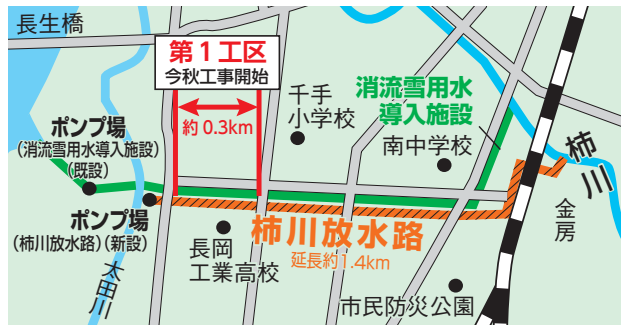 長生橋
第1工区
今秋工事開始
約0.3km
千手
小学校
消流雪用水
導入施設
南中学校
柿川
ポンプ場
(消流雪用水導入施設)
(既設)
ポンプ場
(柿川放水路)(新設)
太田川
長岡
工業高校
柿川放水路
延長約1.4km
金房
市民防災公園